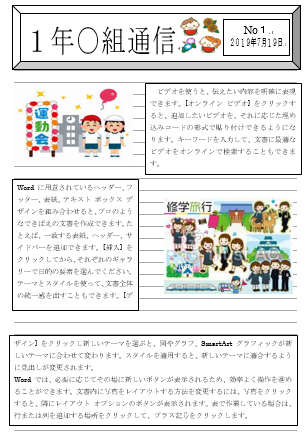 1年〇組通信
No1.
2019年7月19日
運動会
ビデオを使うと、伝えたい内容を明確に表現
できます。[オンライン ビデオ] をクリックす
ると、追加したいビデオを、それに応じた埋め
込みコードの形式で貼り付けできるようにな
ります。キーワードを入力して、文書に最適な
ビデオをオンラインで検索することもできま
す。
Word に用意されているヘッダー、フ
ッター、表紙、テキスト ボックス デ
ザインを組み合わせると、プロのよう
なできばえの文書を作成できます。た
とえば、一致する表紙、ヘッダー、サ
イドバーを追加できます。[挿入] を
クリックしてから、それぞれのギャラ
リーで目的の要素を選んでください。
テーマとスタイルを使って、文書全体
の統一感を出すこともできます。[デ
修学旅行
ザイン] をクリックし新しいテーマを選ぶと、図やグラフ、SmartArt グラフィックが新
しいテーマに合わせて変わります。スタイルを適用すると、新しいテーマに適合するよう
に見出しが変更されます。
Word では、必要に応じてその場に新しいボタンが表示されるため、効率よく操作を進め
ることができます。文書内に写真をレイアウトする方法を変更するには、写真をクリック
すると、隣にレイアウト オプションのボタンが表示されます。表で作業している場合は、
行または列を追加する場所をクリックして、プラス記号をクリックします。